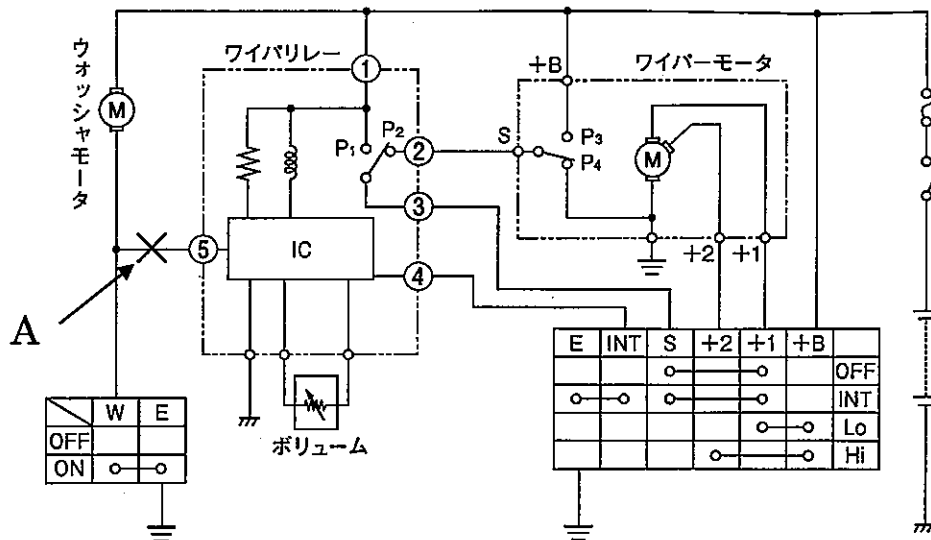 ウォッシャモータ
M
ワイパリレー
1
P₁
P₂
2
3
IC
5
4
A
ボリューム
W E
OFF
ON
+B
ワイパーモータ
S
P₃
P₄
M
+2 +1
E INT S +2 +1 +B
OFF
INT
Lo
Hi